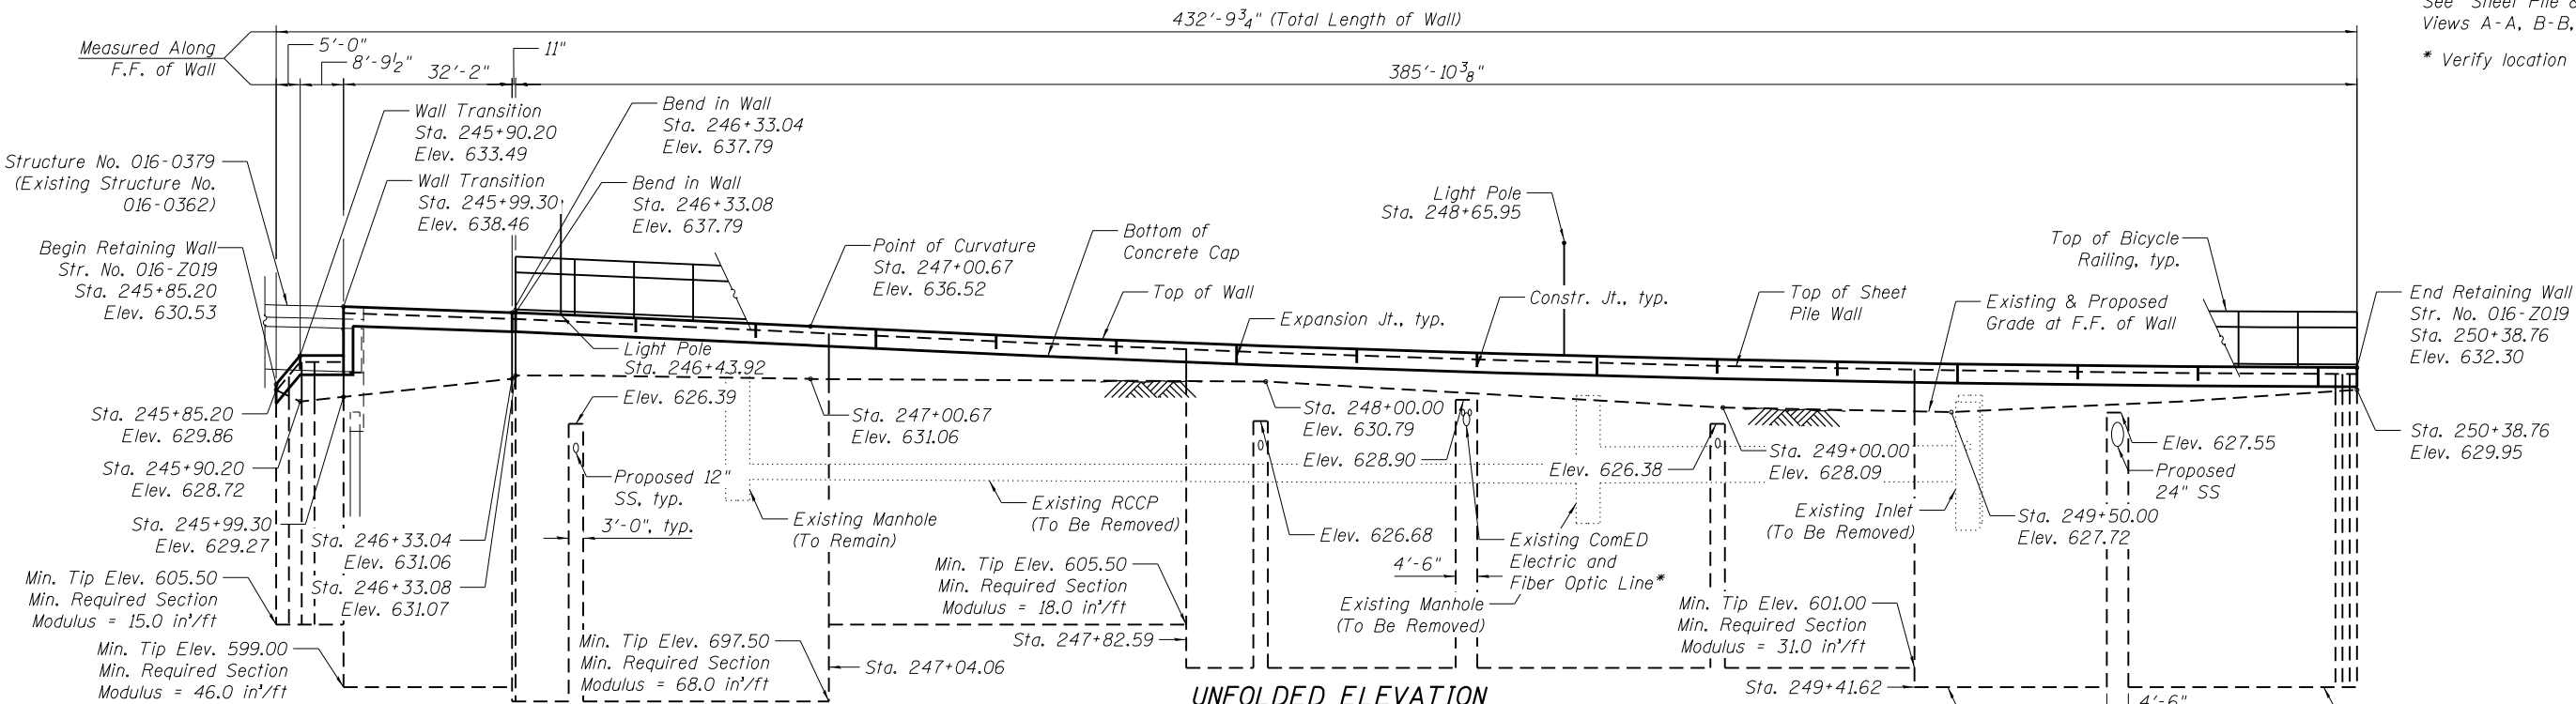 432'-9 3/4" (Total Length of Wall)
See "Sheet Pile
Views A-A, B-B,
* Verify location
Measured Along
F.F. of Wall
5'-0"
8'-9 1/2"
32'-2"
11"
385'-10 3/8"
Wall Transition
Sta. 245+90.20
Elev. 633.49
Bend in Wall
Sta. 246+33.04
Elev. 637.79
Structure No. 016-0379
(Existing Structure No.
016-0362)
Wall Transition
Sta. 245+99.30
Elev. 638.46
Bend in Wall
Sta. 246+33.08
Elev. 637.79
Light Pole
Sta. 248+65.95
Begin Retaining Wall
Str. No. 016-Z019
Sta. 245+85.20
Elev. 630.53
Point of Curvature
Sta. 247+00.67
Elev. 636.52
Bottom of
Concrete Cap
Top of Bicycle
Railing, typ.
Top of Wall
Expansion Jt., typ.
Constr. Jt., typ.
Top of Sheet
Pile Wall
Existing & Proposed
Grade at F.F. of Wall
End Retaining Wall
Str. No. 016-Z019
Sta. 250+38.76
Elev. 632.30
Light Pole
Sta. 246+43.92
Elev. 626.39
Sta. 245+85.20
Elev. 629.86
Sta. 247+00.67
Elev. 631.06
Sta. 248+00.00
Elev. 630.79
Elev. 628.90
Elev. 626.38
Sta. 249+00.00
Elev. 628.09
Elev. 627.55
Sta. 250+38.76
Elev. 629.95
Sta. 245+90.20
Elev. 628.72
Proposed 12"
SS, typ.
3'-0", typ.
Existing Manhole
(To Remain)
Existing RCCP
(To Be Removed)
Proposed
24" SS
Sta. 245+99.30
Elev. 629.27
Sta. 246+33.04
Elev. 631.06
Sta. 246+33.08
Elev. 631.07
Elev. 626.68
Existing ComED
Electric and
Fiber Optic Line*
4'-6"
Existing Manhole
(To Be Removed)
Existing Inlet
(To Be Removed)
Sta. 249+50.00
Elev. 627.72
Min. Tip Elev. 605.50
Min. Required Section
Modulus = 15.0 in³/ft
Min. Tip Elev. 599.00
Min. Required Section
Modulus = 46.0 in³/ft
Min. Tip Elev. 697.50
Min. Required Section
Modulus = 68.0 in³/ft
Sta. 247+04.06
Min. Tip Elev. 605.50
Min. Required Section
Modulus = 18.0 in³/ft
Sta. 247+82.59
Min. Tip Elev. 601.00
Min. Required Section
Modulus = 31.0 in³/ft
Sta. 249+41.62
4'-6"
UNFOLDED ELEVATION